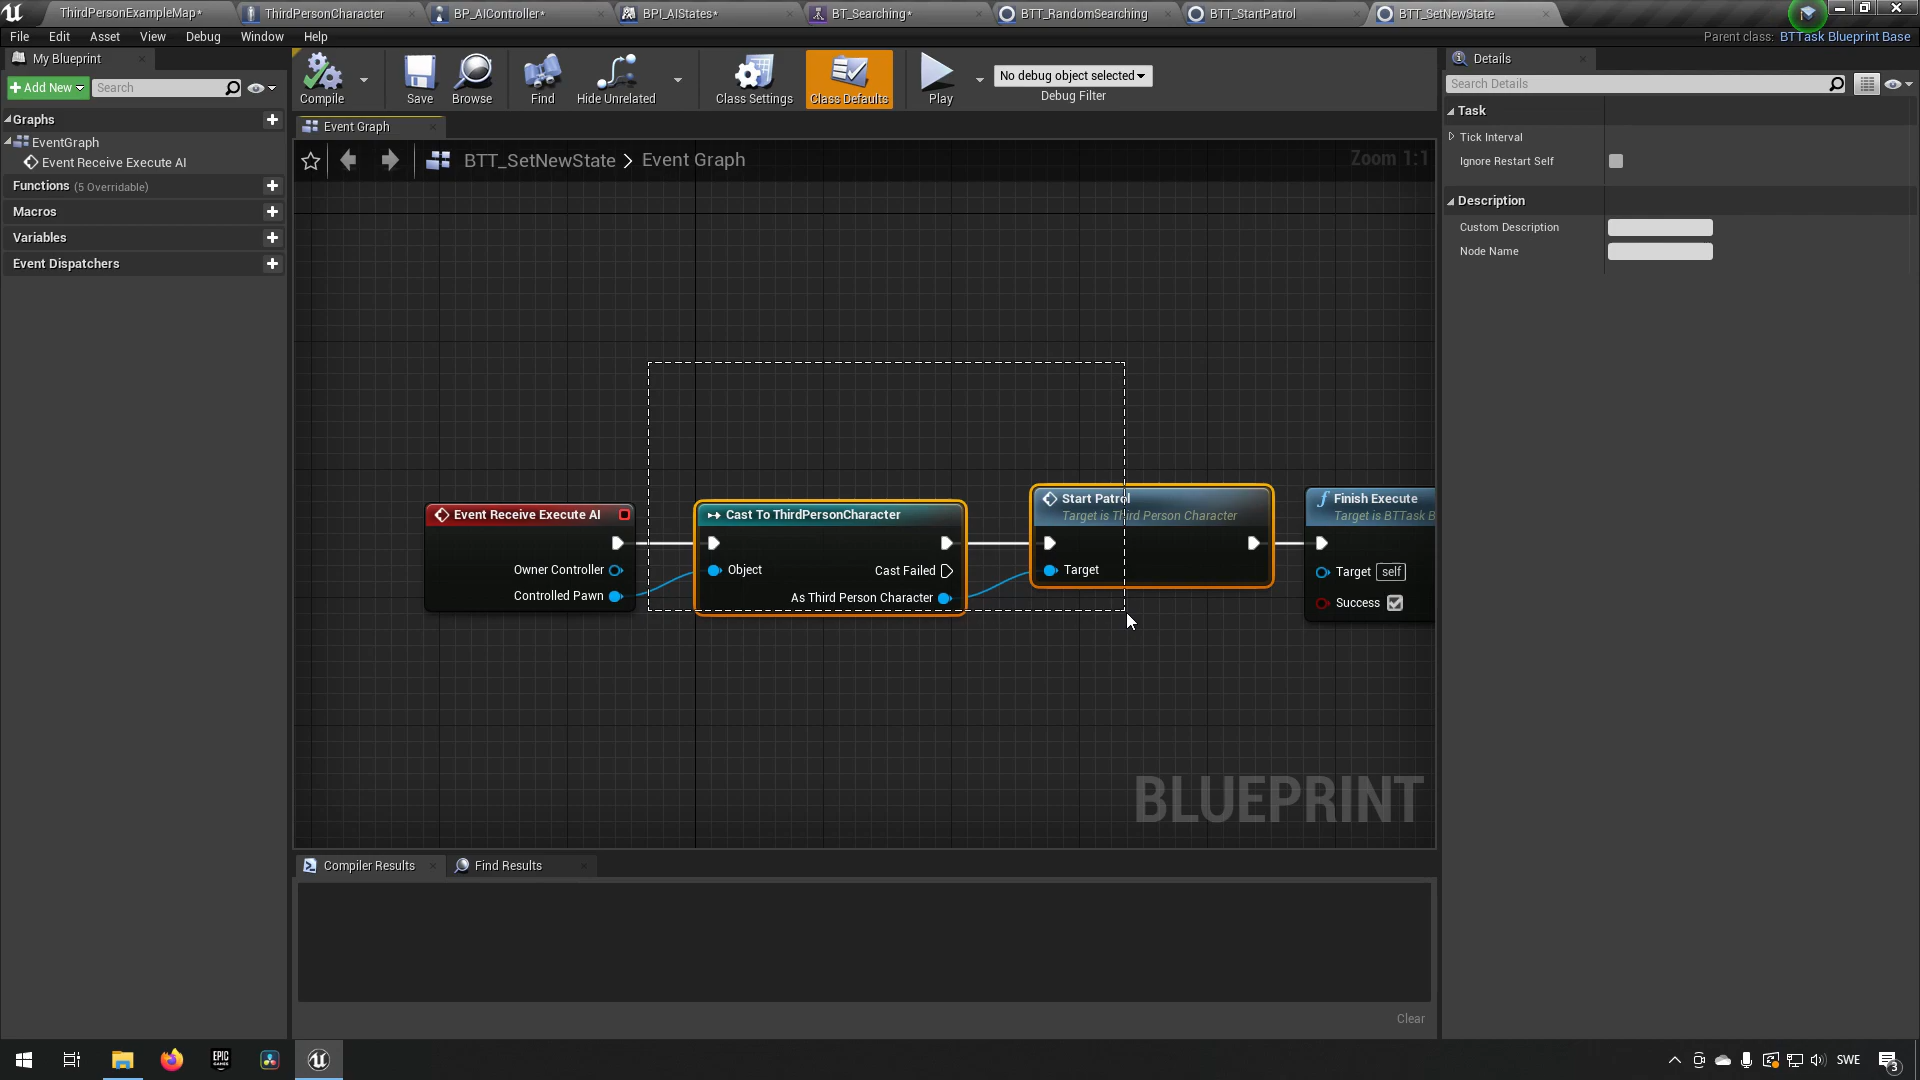 ThirdPersonExampleMap*
ThirdPersonCharacter
BP_AIController*
BPI_AIStates*
BT_Searching*
BTT_RandomSearching
BTT_StartPatrol
BTT_SetNewState
File Edit Asset View Debug Window Help
Parent class: BTTask Blueprint Base
My Blueprint
Add New
Search
Graphs
EventGraph
Event Receive Execute AI
Functions (5 Overridable)
Macros
Variables
Event Dispatchers
Compile
Save
Browse
Find
Hide Unrelated
Class Settings
Class Defaults
Play
No debug object selected
Debug Filter
Event Graph
BTT_SetNewState > Event Graph
Zoom 1:1
Event Receive Execute AI
Owner Controller
Controlled Pawn
Cast To ThirdPersonCharacter
Object
Cast Failed
As Third Person Character
Start Patrol
Target is Third Person Character
Target
Finish Execute
Target is BTTask B
Target self
Success
BLUEPRINT
Compiler Results
Find Results
Clear
Details
Search Details
Task
Tick Interval
Ignore Restart Self
Description
Custom Description
Node Name
EPIC
GAMES
SWE
3